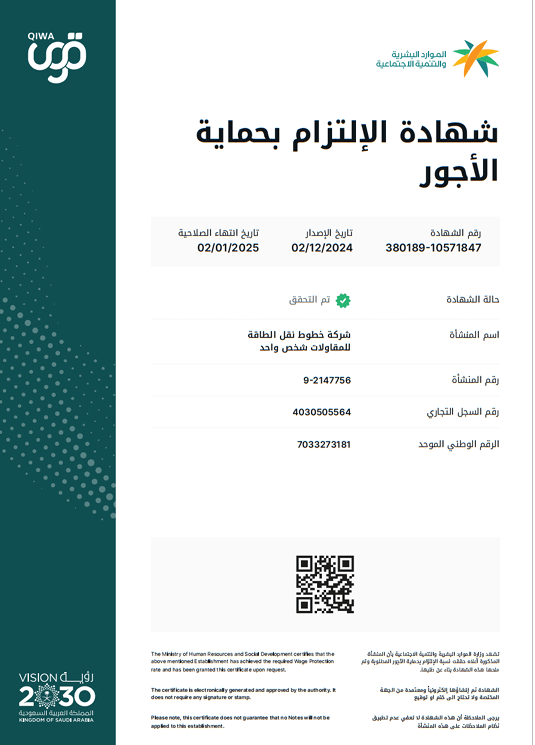 QIWA
قوى
الموارد البشرية
والتنمية الاجتماعية
شهادة الإلتزام بحماية
الأجور
رقم الشهادة
380189-10571847
تاريخ الإصدار
02/12/2024
تاريخ انتهاء الصلاحية
02/01/2025
حالة الشهادة
تم التحقق
اسم المنشأة
شركة خطوط نقل الطاقة
للمقاولات شخص واحد
رقم المنشأة
9-2147756
رقم السجل التجاري
4030505564
الرقم الوطني الموحد
7033273181
تشهد وزارة الموارد البشرية والتنمية الاجتماعية بأن المنشأة
المذكورة أعلاه حققت نسبة الإلتزام بحماية الأجور المطلوبة وتم
منحها هذه الشهادة بناء على طلبها.
الشهادة تم إنشاؤها إلكترونياً ومعتمدة من الجهة
المختصة ولا تحتاج الى ختم او توقيع
يرجى الملاحظة أن هذه الشهادة لا تعفي عدم تطبيق
نظام الملاحظات على هذه المنشأة
The Ministry of Human Resources and Social Development certifies that the
above mentioned Establishment has achieved the required Wage Protection
rate and has been granted this certificate upon request.
The certificate is electronically generated and approved by the authority. It
does not require any signature or stamp.
Please note, this certificate does not guarantee that no Notes will not be
applied to this establishment.
VISION رؤيــة
2030
المملكة العربية السعودية
KINGDOM OF SAUDI ARABIA